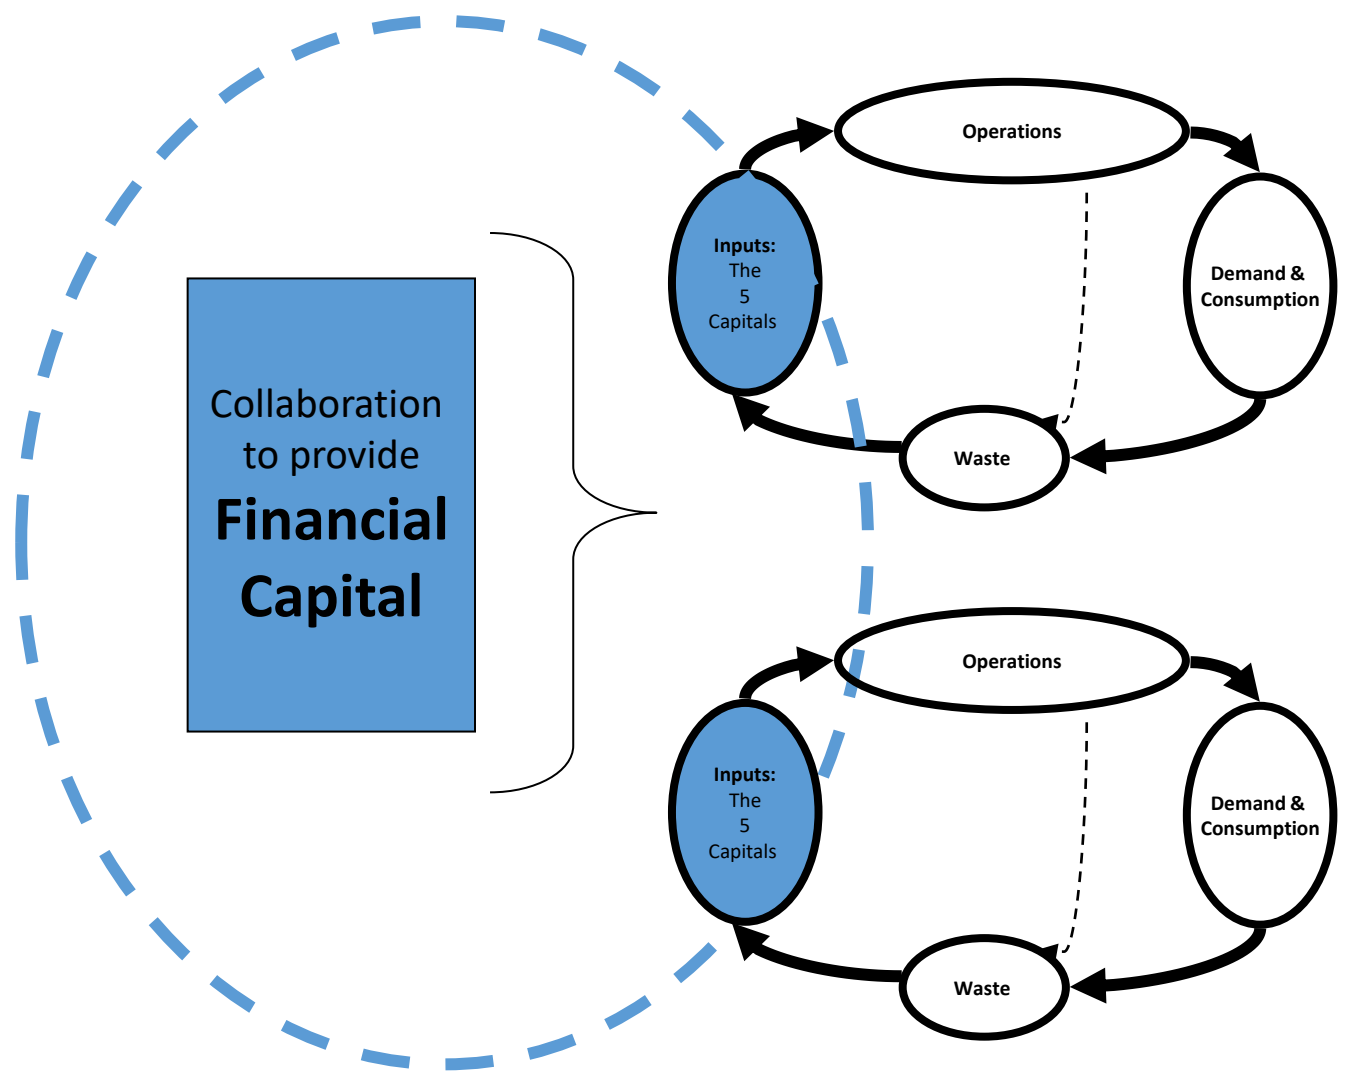 Collaboration
to provide
Financial
Capital
Operations
Inputs:
The
5
Capitals
Demand &
Consumption
Waste
Operations
Inputs:
The
5
Capitals
Demand &
Consumption
Waste